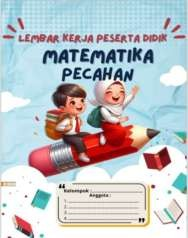 LEMBAR KERJA PESERTA DIDIK
MATEMATIKA
PECAHAN
Kelompok :
Anggota :
1.
2.
3.
4.